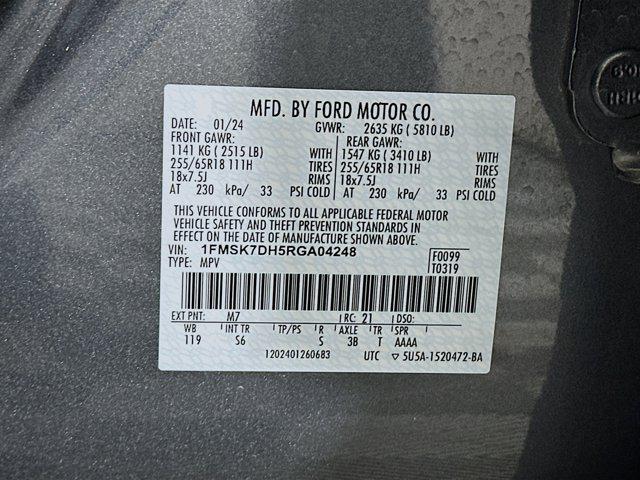 MFD. BY FORD MOTOR CO.
DATE: 01/24 GVWR: 2635 KG ( 5810 LB)
FRONT GAWR: REAR GAWR:
1141 KG ( 2515 LB) WITH 1547 KG ( 3410 LB) WITH
255/65R18 111H TIRES 255/65R18 111H TIRES
18x7.5J RIMS 18x7.5J RIMS
AT 230 kPa/ 33 PSI COLD AT 230 kPa/ 33 PSI COLD
THIS VEHICLE CONFORMS TO ALL APPLICABLE FEDERAL MOTOR
VEHICLE SAFETY AND THEFT PREVENTION STANDARDS IN
EFFECT ON THE DATE OF MANUFACTURE SHOWN ABOVE.
VIN: 1FMSK7DH5RGA04248 F0099
TYPE: MPV T0319
EXT PNT: M7 RC: 21 DSO:
WB INT TR TP/PS R AXLE TR SPR
119 S6 S 3B T AAAA
1202401260683 UTC ▽ 5U5A-1520472-BA